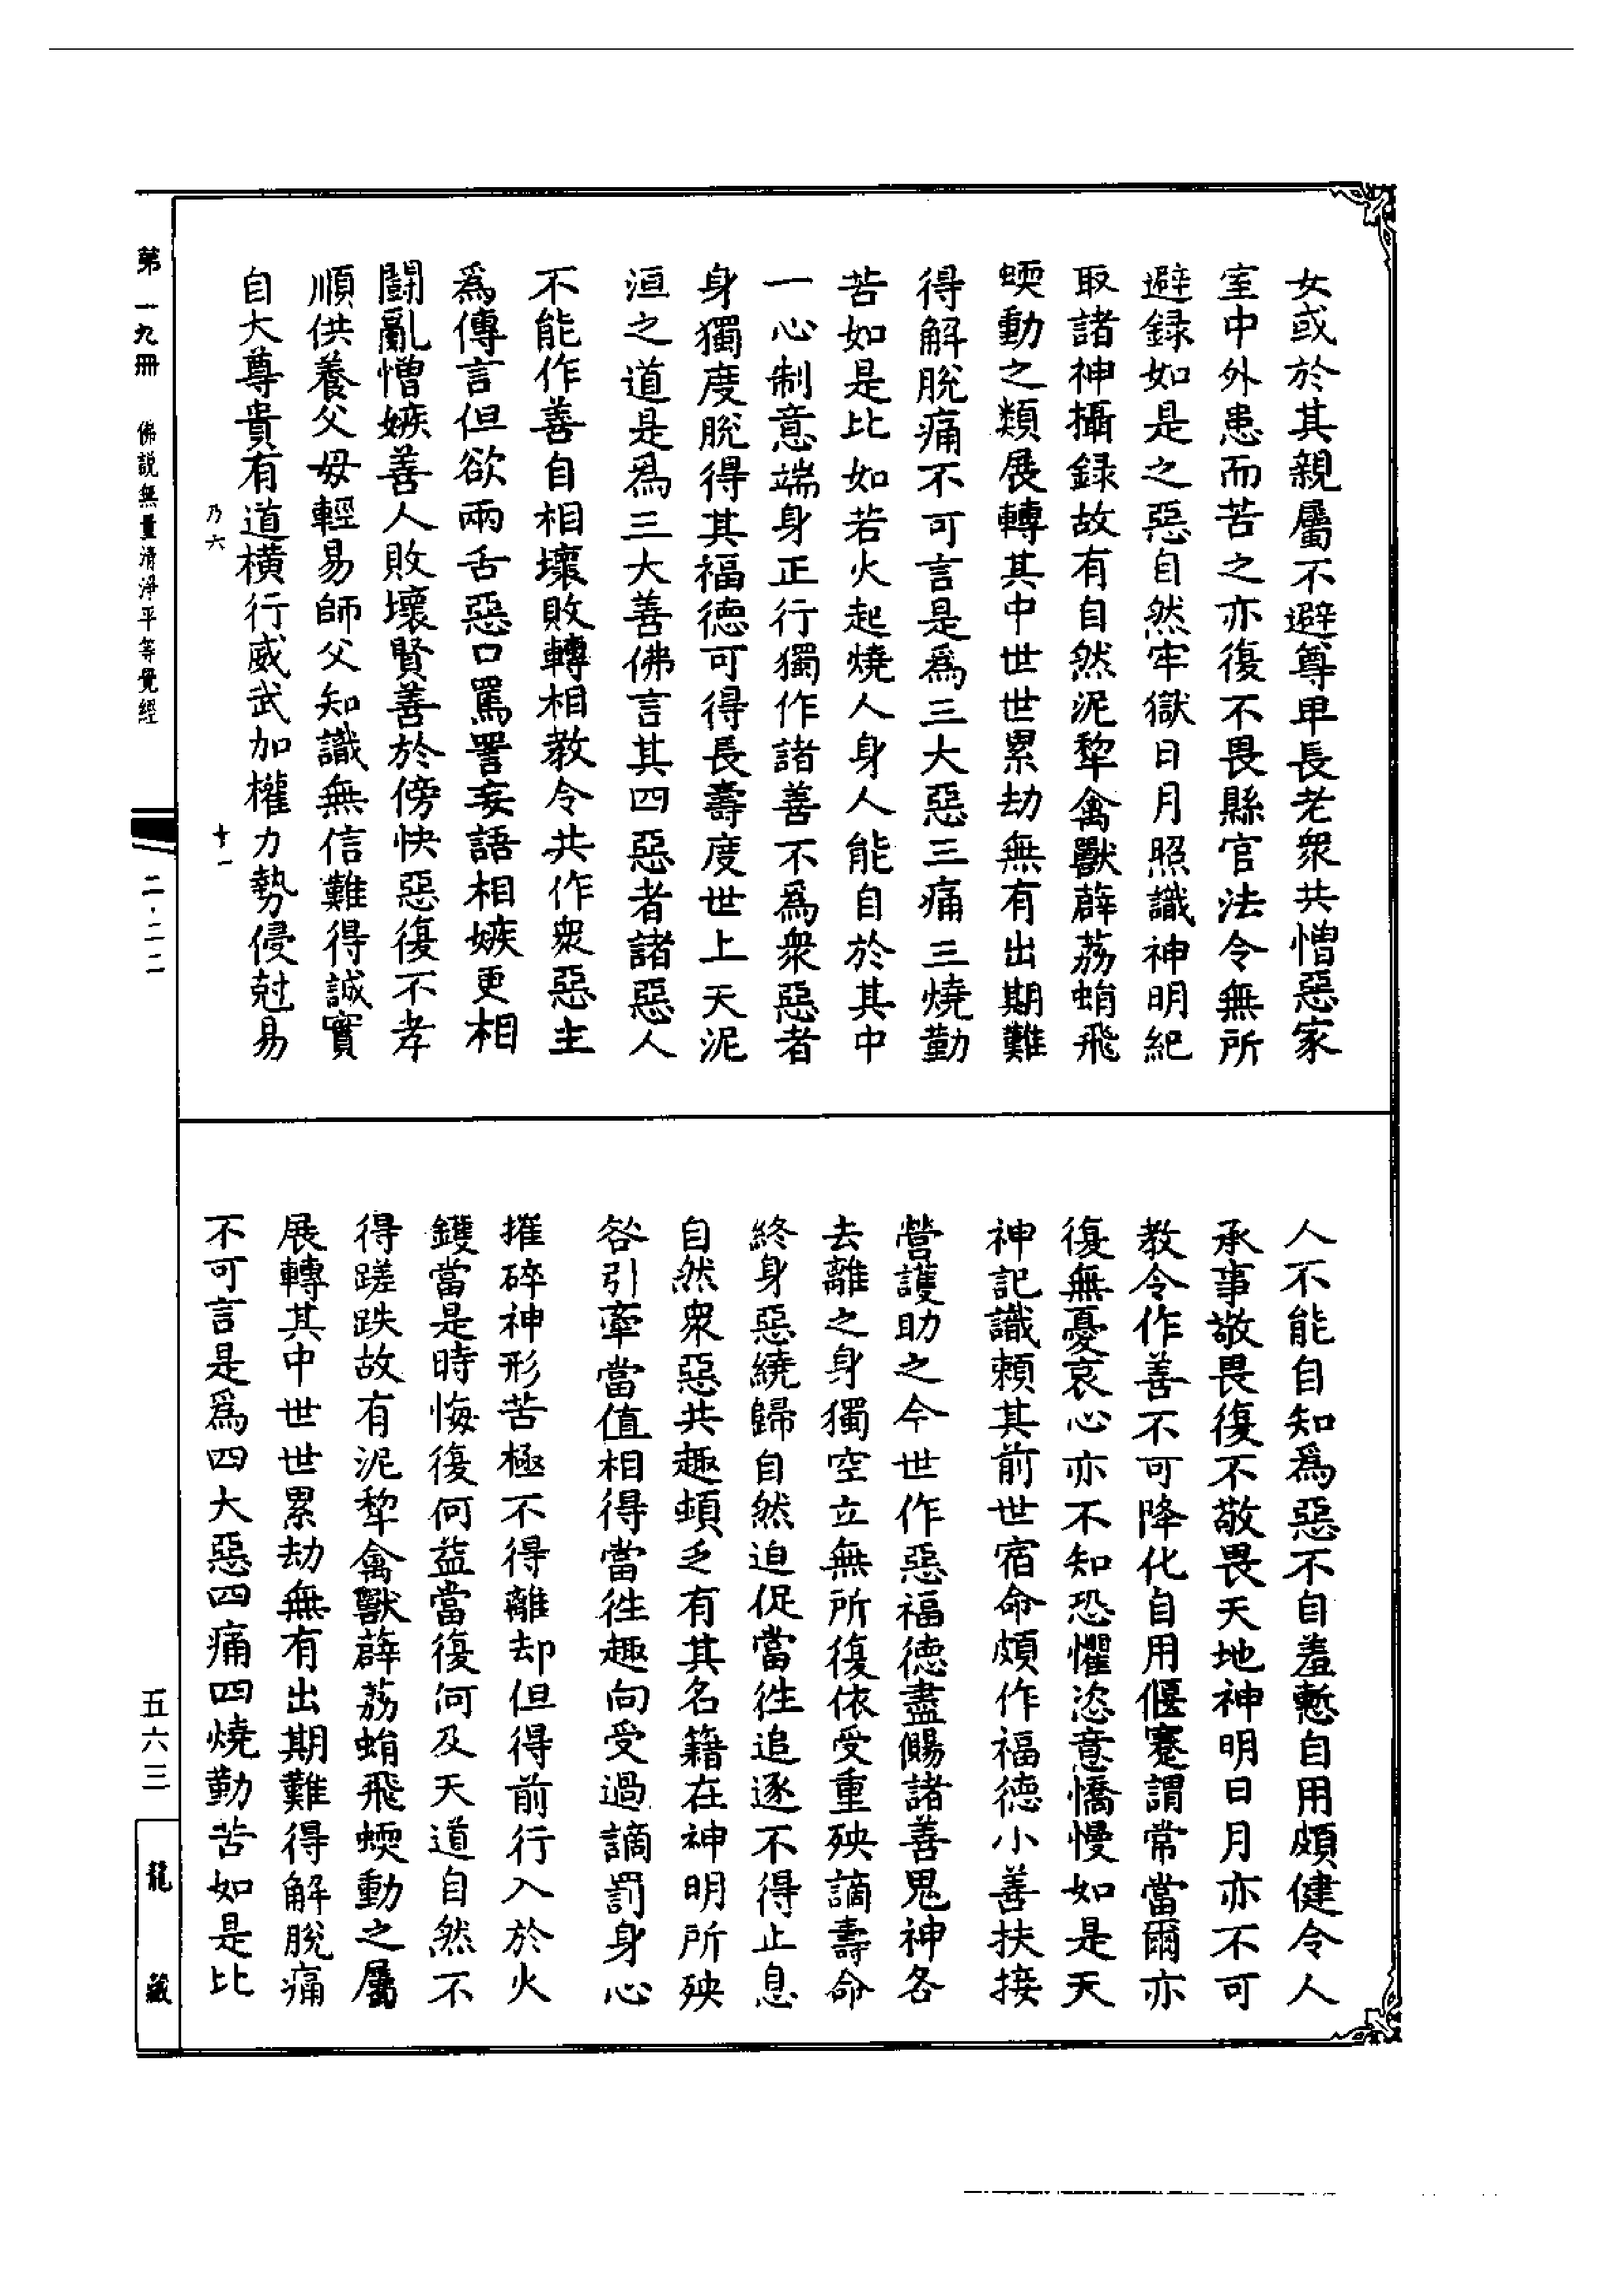 女或於其親屬不避尊卑長老衆共憎惡家
室中外患而苦之亦復不畏縣官法令無所
避録如是之惡自然牢獄日月照識神明紀
取諸神攝録故有自然泥犂禽獸薜荔蜎飛
蝡動之類展轉其中世世累劫無有出期難
得解脫痛不可言是爲三大惡三痛三燒勤
苦如是比如若火起燒人身人能自於其中
一心制意端身正行獨作諸善不爲衆惡者
身獨度脫得其福德可得長壽度世上天泥
洹之道是爲三大善佛言其四惡者諸惡人
不能作善自相壞敗轉相教令共作衆惡主
爲傳言但欲兩舌惡口罵詈妄語相嫉更相
鬪亂憎嫉善人敗壞賢善於傍快惡復不孝
順供養父母輕易師父知識無信難得誠實
自大尊貴有道橫行威武加權力勢侵尅易
人不能自知爲惡不自羞慙自用頗健令人
承事敬畏復不敬畏天地神明日月亦不可
教令作善不可降化自用偃蹇謂常當爾亦
復無憂哀心亦不知恐懼恣意憍慢如是天
神記識賴其前世宿命頗作福德小善扶接
營護助之今世作惡福德盡賜諸善鬼神各
去離之身獨空立無所復依受重殃謫壽命
終身惡繞歸自然迫促當徃追逐不得止息
自然衆惡共趣頓乏有其名籍在神明所殃
咎引牽當值相得當徃趣向受過謫罰身心
摧碎神形苦極不得離却但得前行入於火
鑊當是時悔復何益當復何及天道自然不
得蹉跌故有泥犂禽獸薜荔蜎飛蝡動之屬
展轉其中世世累劫無有出期難得解脫痛
不可言是爲四大惡四痛四燒勤苦如是比
乃六
十一
第一九册 佛説無量清淨平等覺經
二·二二
五六三
龍藏